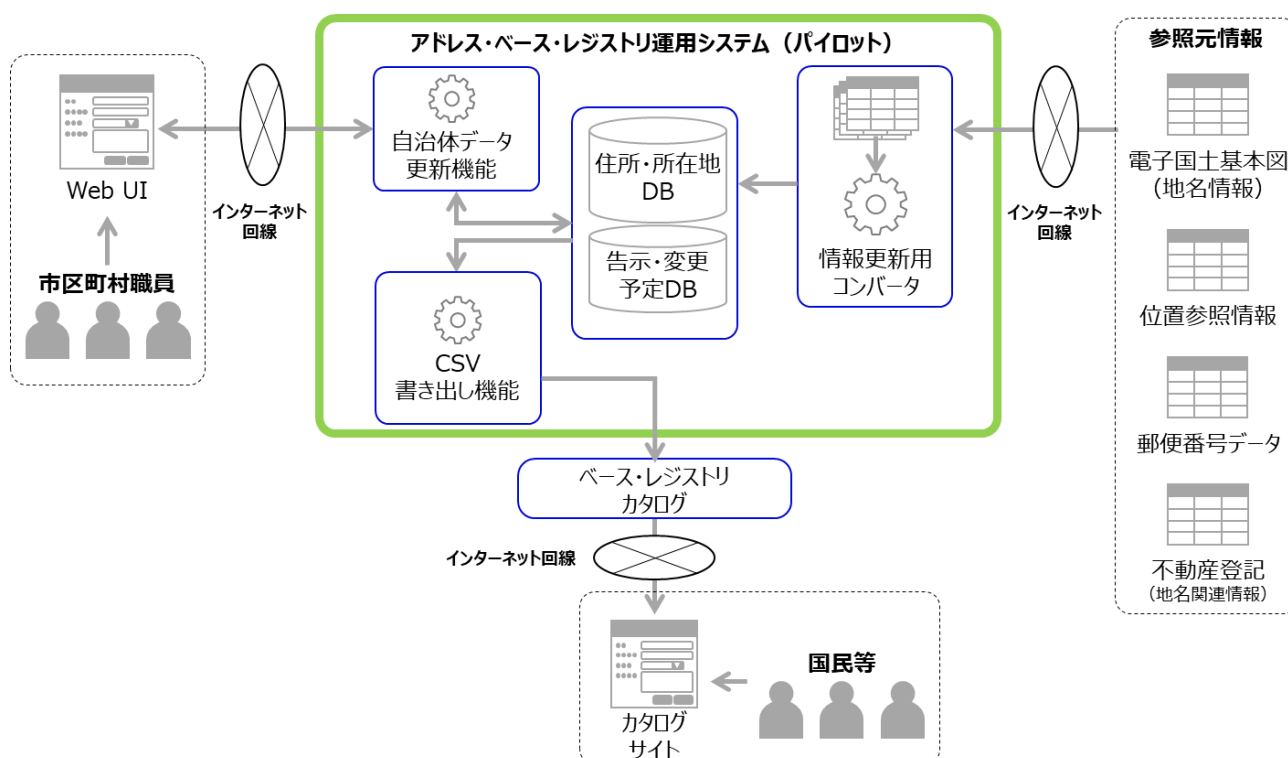 アドレス・ベース・レジストリ運用システム（パイロット）
Web UI
市区町村職員
インターネット
回線
自治体データ
更新機能
住所・所在地
DB
告示・変更
予定DB
情報更新用
コンバータ
CSV
書き出し機能
インターネット
回線
参照元情報
電子国土基本図
（地名情報）
位置参照情報
郵便番号データ
不動産登記
（地名関連情報）
ベース・レジストリ
カタログ
インターネット回線
カタログ
サイト
国民等